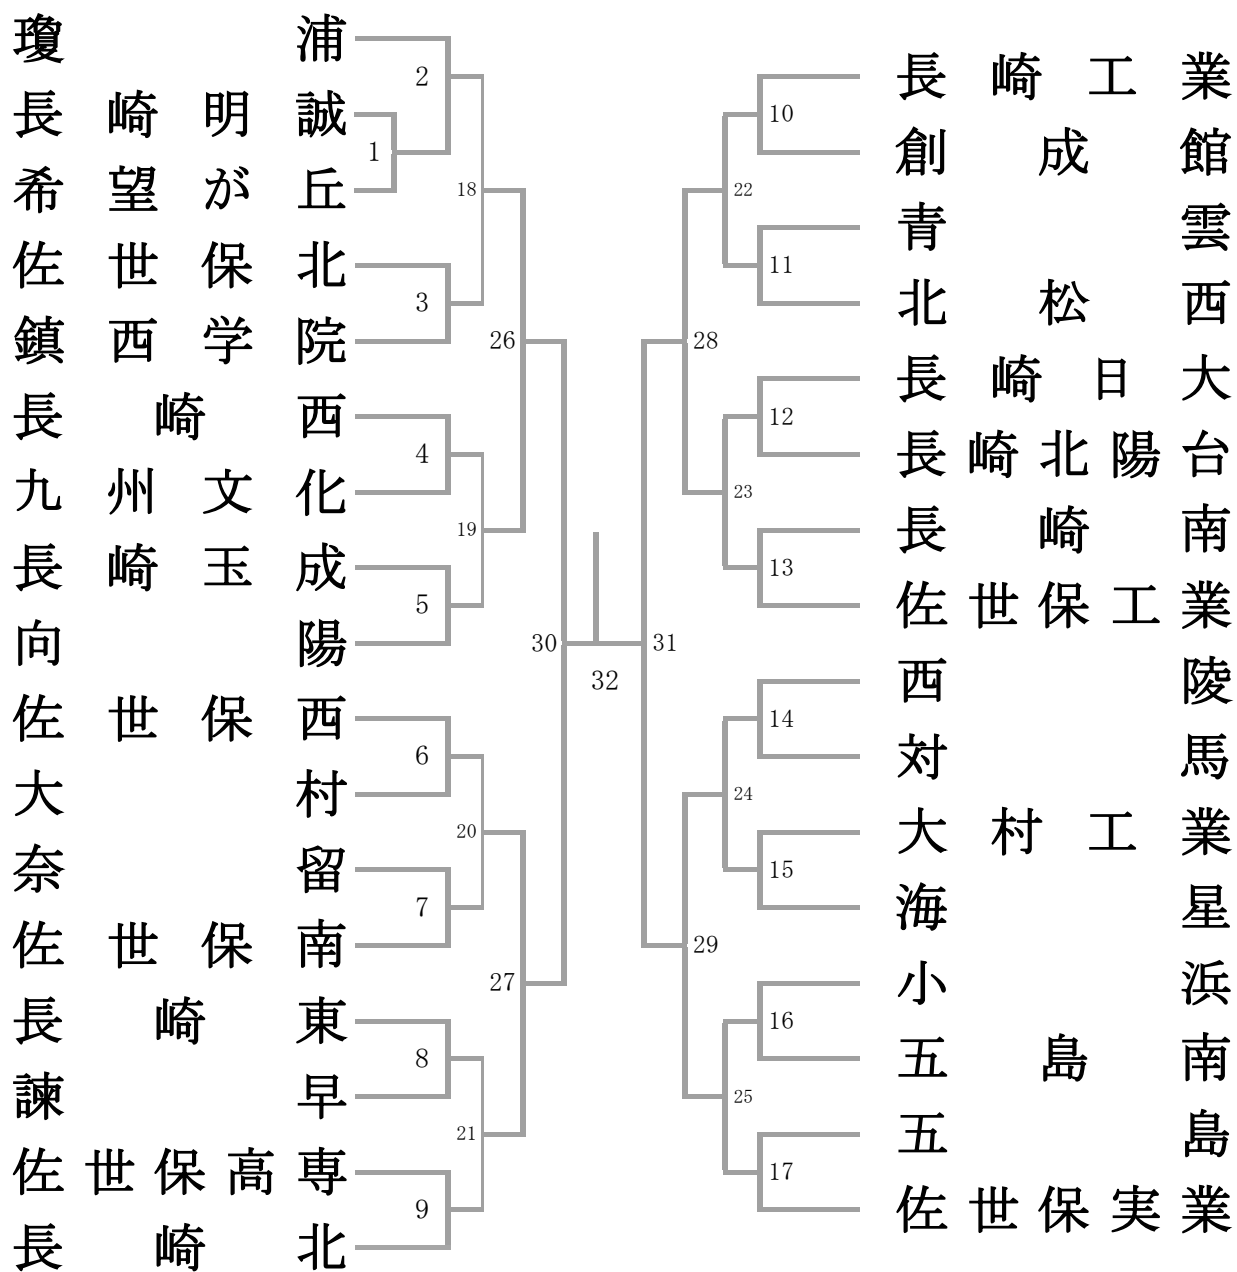 瓊浦
長崎明誠
希望が丘
佐世保北
鎮西学院
長崎西
九州文化
長崎玉成
向陽
佐世保西
大村
奈留
佐世保南
長崎東
諫早
佐世保高専
長崎北
2
1
18
3
26
4
19
5
30
6
20
7
27
8
21
9
32
10
22
11
28
12
23
13
31
14
24
15
29
16
25
17
長崎工業
創成館
青雲
北松西
長崎日大
長崎北陽台
長崎南
佐世保工業
西陵
対馬
大村工業
海星
小浜
五島南
五島
佐世保実業